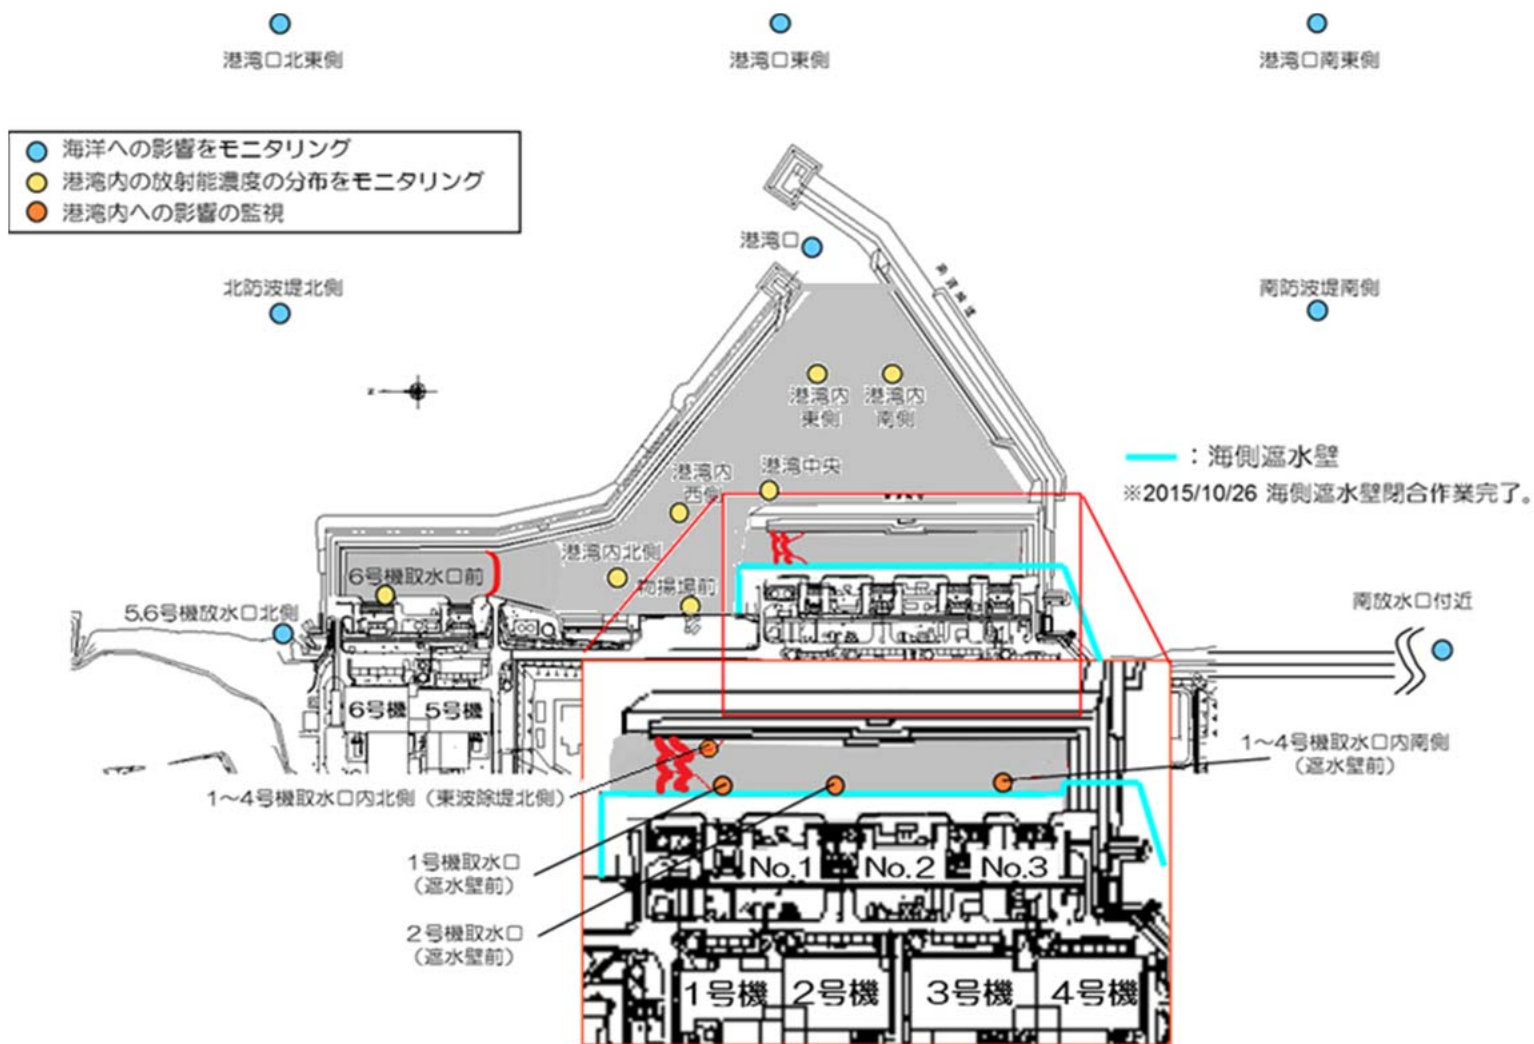 港湾口北東側
港湾口東側
港湾口南東側
海洋への影響をモニタリング
港湾内の放射能濃度の分布をモニタリング
港湾内への影響の監視
港湾口
北防波堤北側
南防波堤南側
港湾内
東側
港湾内
南側
：海側遮水壁
※2015/10/26 海側遮水壁閉合作業完了。
港湾中央
港湾内
西側
港湾内北側
6号機取水口前
物揚場前
5,6号機放水口北側
南放水口付近
6号機
5号機
1〜4号機取水口内南側
（遮水壁前）
1〜4号機取水口内北側（東波除堤北側）
1号機取水口
（遮水壁前）
No.1
No.2
No.3
2号機取水口
（遮水壁前）
1号機
2号機
3号機
4号機